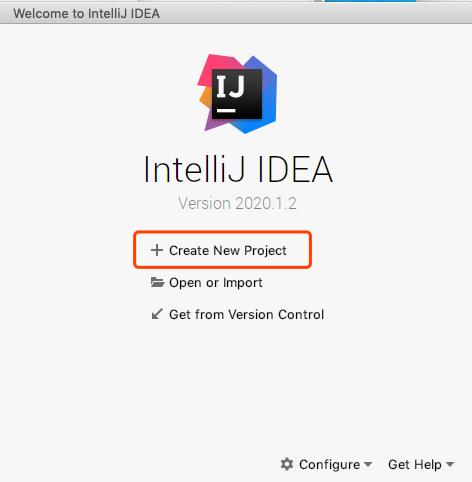 Welcome to IntelliJ IDEA
IJ
IntelliJ IDEA
Version 2020.1.2
Create New Project
Open or Import
Get from Version Control
Configure
Get Help